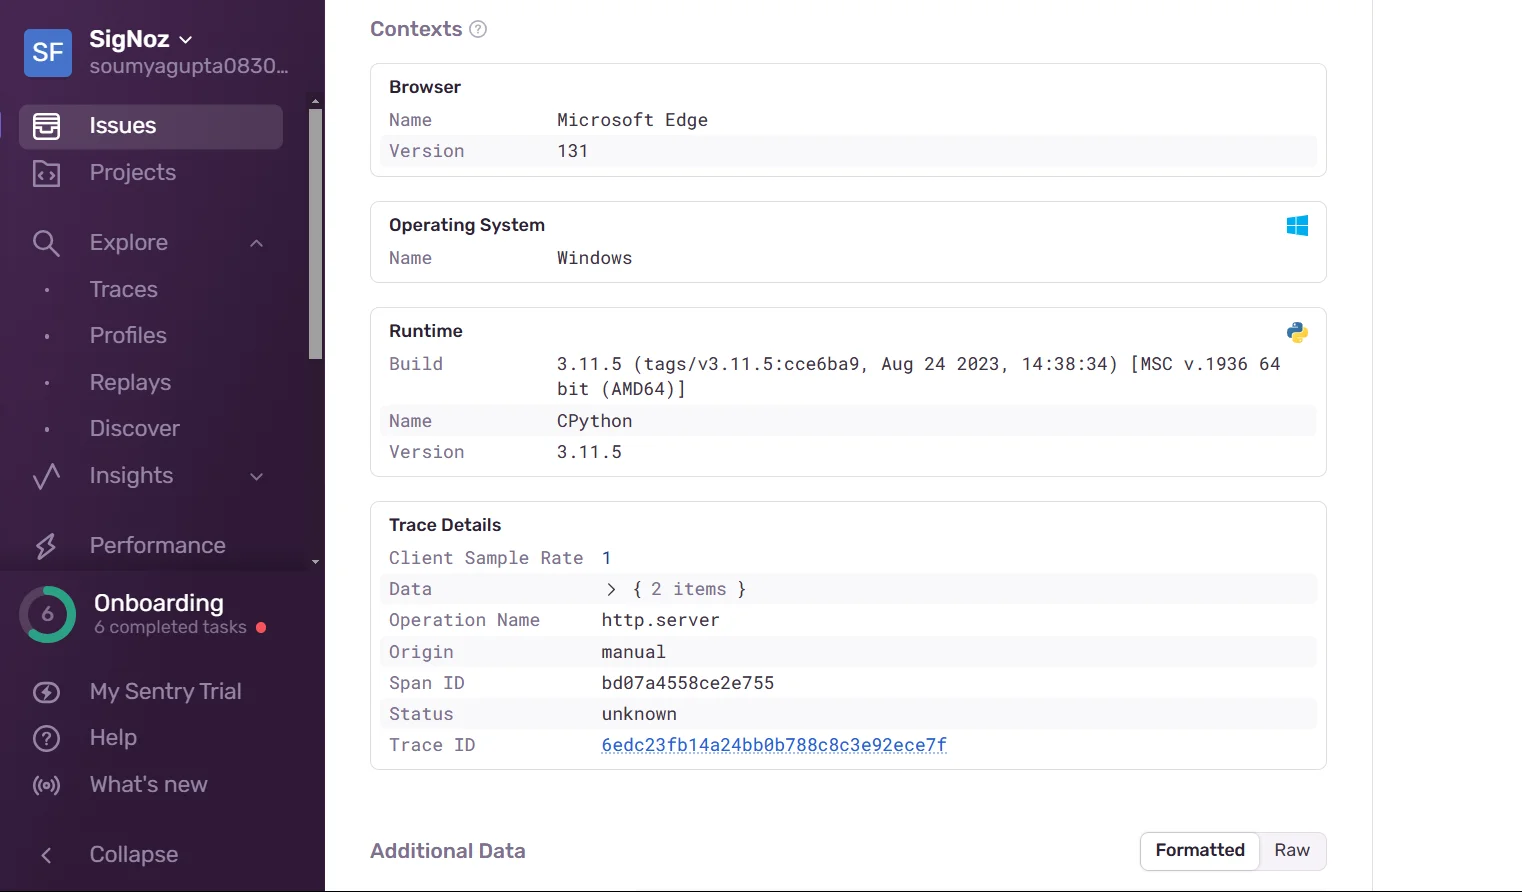 SF
SigNoz
soumyagupta0830...
Issues
Projects
Explore
Traces
Profiles
Replays
Discover
Insights
Performance
6
Onboarding
6 completed tasks
My Sentry Trial
Help
What's new
Collapse
Contexts ?
Browser
Name Microsoft Edge
Version 131
Operating System
Name Windows
Runtime
Build 3.11.5 (tags/v3.11.5:cce6ba9, Aug 24 2023, 14:38:34) [MSC v.1936 64
bit (AMD64)]
Name CPython
Version 3.11.5
Trace Details
Client Sample Rate 1
Data > { 2 items }
Operation Name http.server
Origin manual
Span ID bd07a4558ce2e755
Status unknown
Trace ID 6edc23fb14a24bb0b788c8c3e92ece7f
Additional Data
Formatted Raw